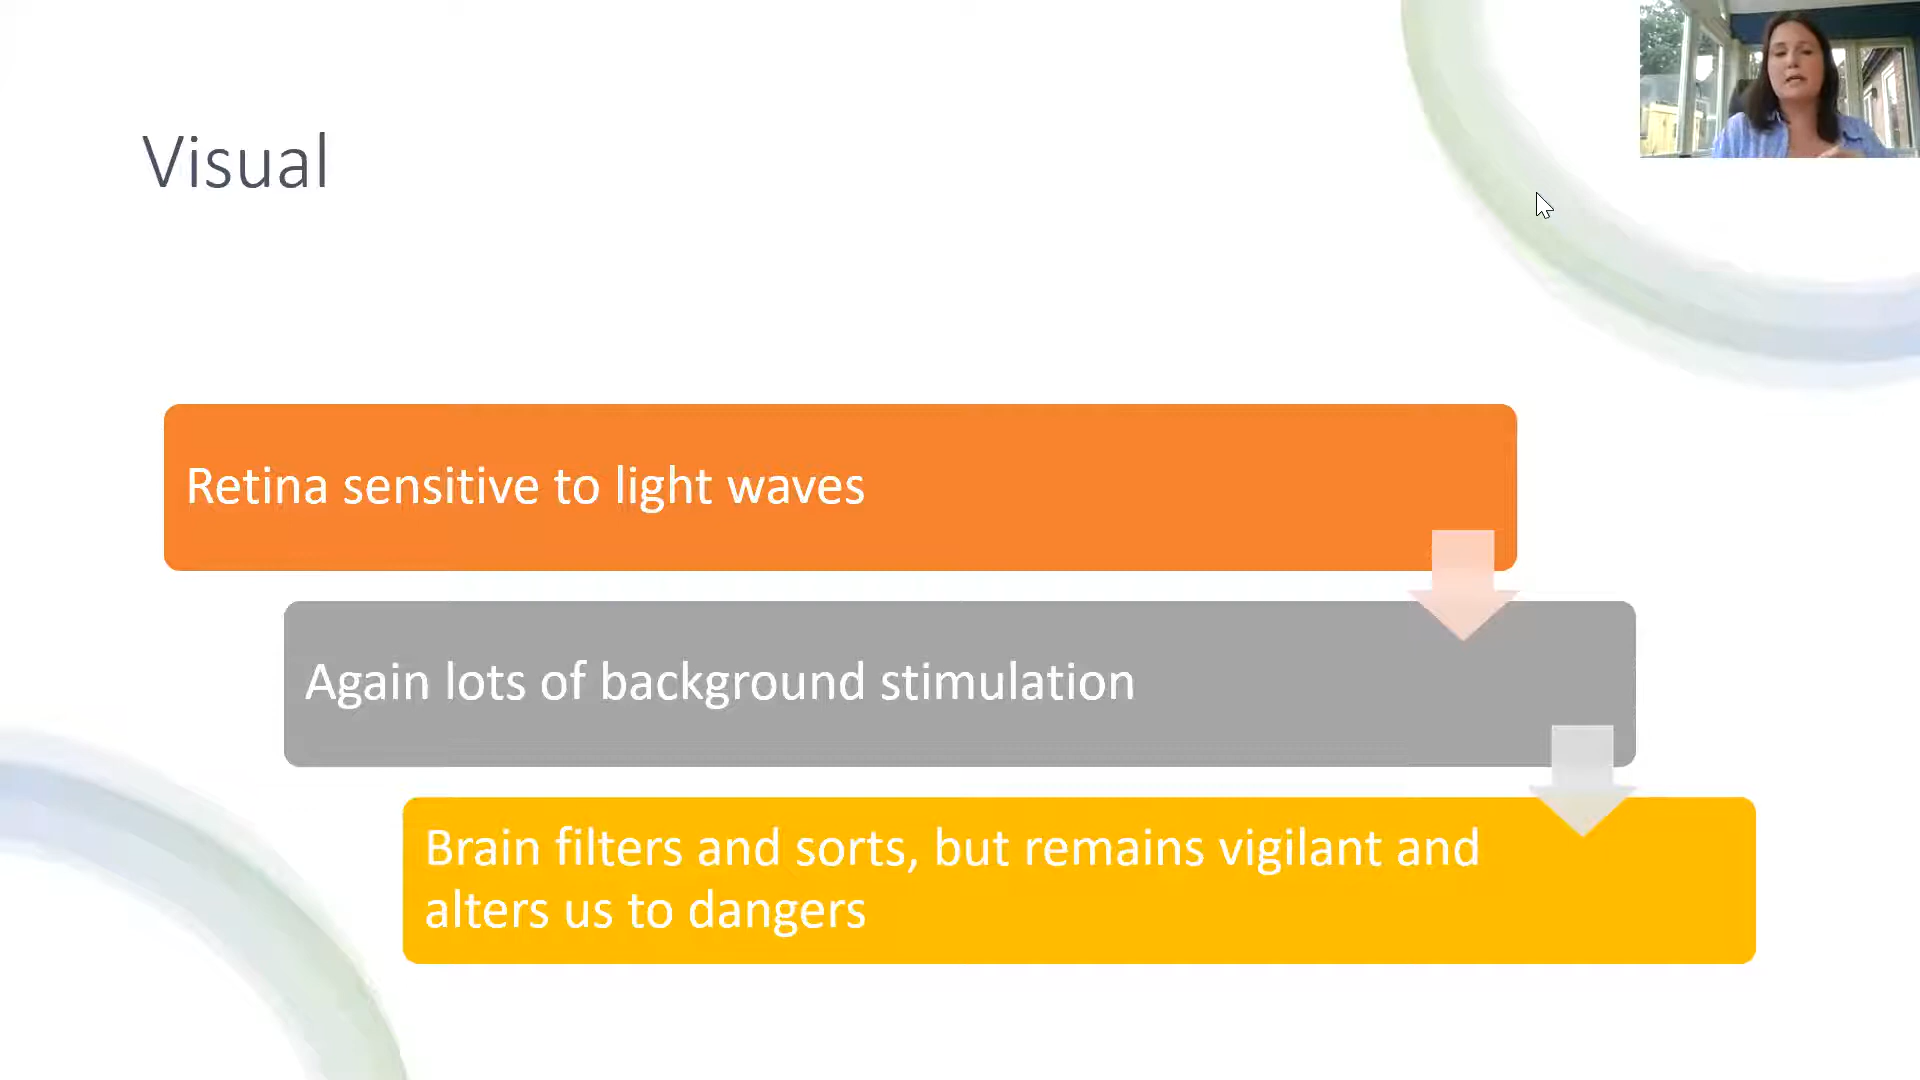 Visual
Retina sensitive to light waves
Again lots of background stimulation
Brain filters and sorts, but remains vigilant and
alters us to dangers